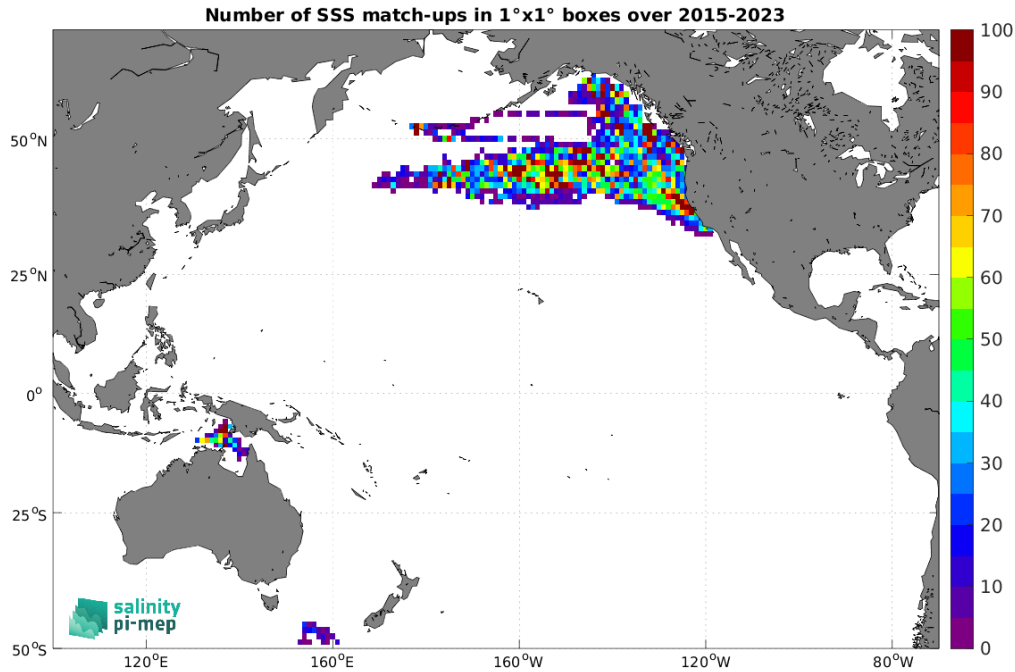 Number of SSS match-ups in 1°x1° boxes over 2015-2023
100
90
80
70
60
50
40
30
20
10
0
50°N
25°N
0°
25°S
50°S
120°E
160°E
160°W
120°W
80°W
salinity
pi-mep